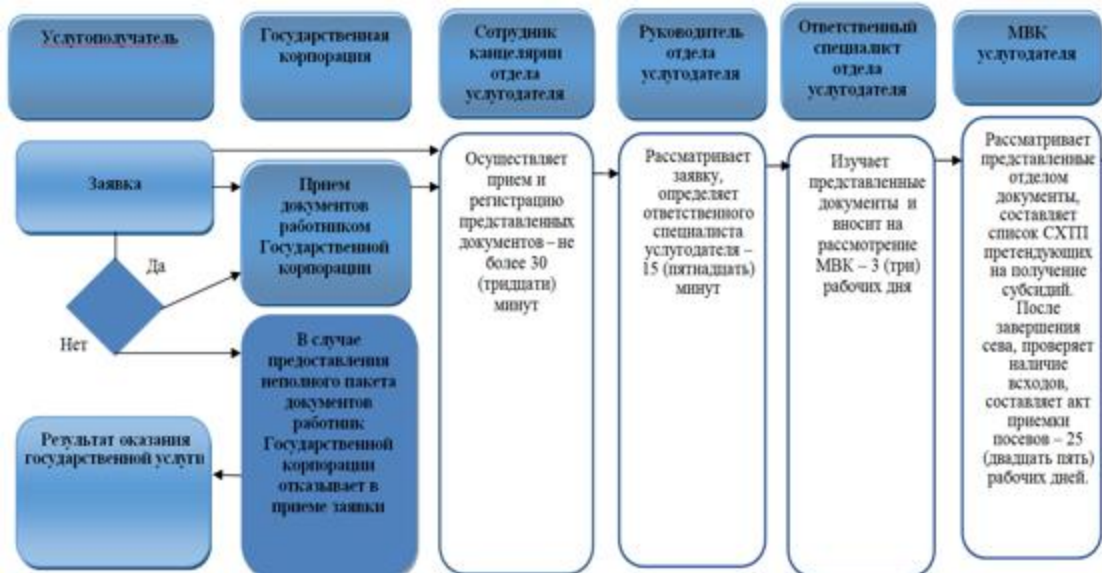 Услугополучатель
Государственная
корпорация
Сотрудник
канцелярии
отдела
услугодателя
Руководитель
отдела
услугодателя
Ответственный
специалист
отдела
услугодателя
МВК
услугодателя
Заявка
Да
Нет
Прием
документов
работником
Государственной
корпорации
В случае
предоставления
неполного пакета
документов
работник
Государственной
корпорации
отказывает в
приеме заявки
Результат оказания
государственной услуги
Осуществляет
прием и
регистрацию
представленных
документов – не
более 30
(тридцати)
минут
Рассматривает
заявку,
определяет
ответственного
специалиста
услугодателя –
15 (пятнадцать)
минут
Изучает
представленные
документы и
вносит на
рассмотрение
МВК – 3 (три)
рабочих дня
Рассматривает
представленные
отделом
документы,
составляет
список СХТП
претендующих
на получение
субсидий.
После
завершения
сева, проверяет
наличие
всходов,
составляет акт
приемки
посевов – 25
(двадцать пять)
рабочих дней.